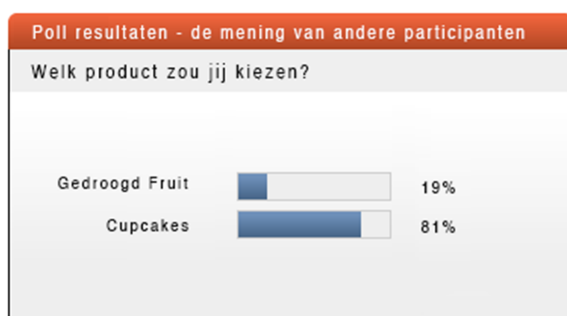 Poll resultaten - de mening van andere participanten
Welk product zou jij kiezen?
Gedroogd Fruit 19%
Cupcakes 81%